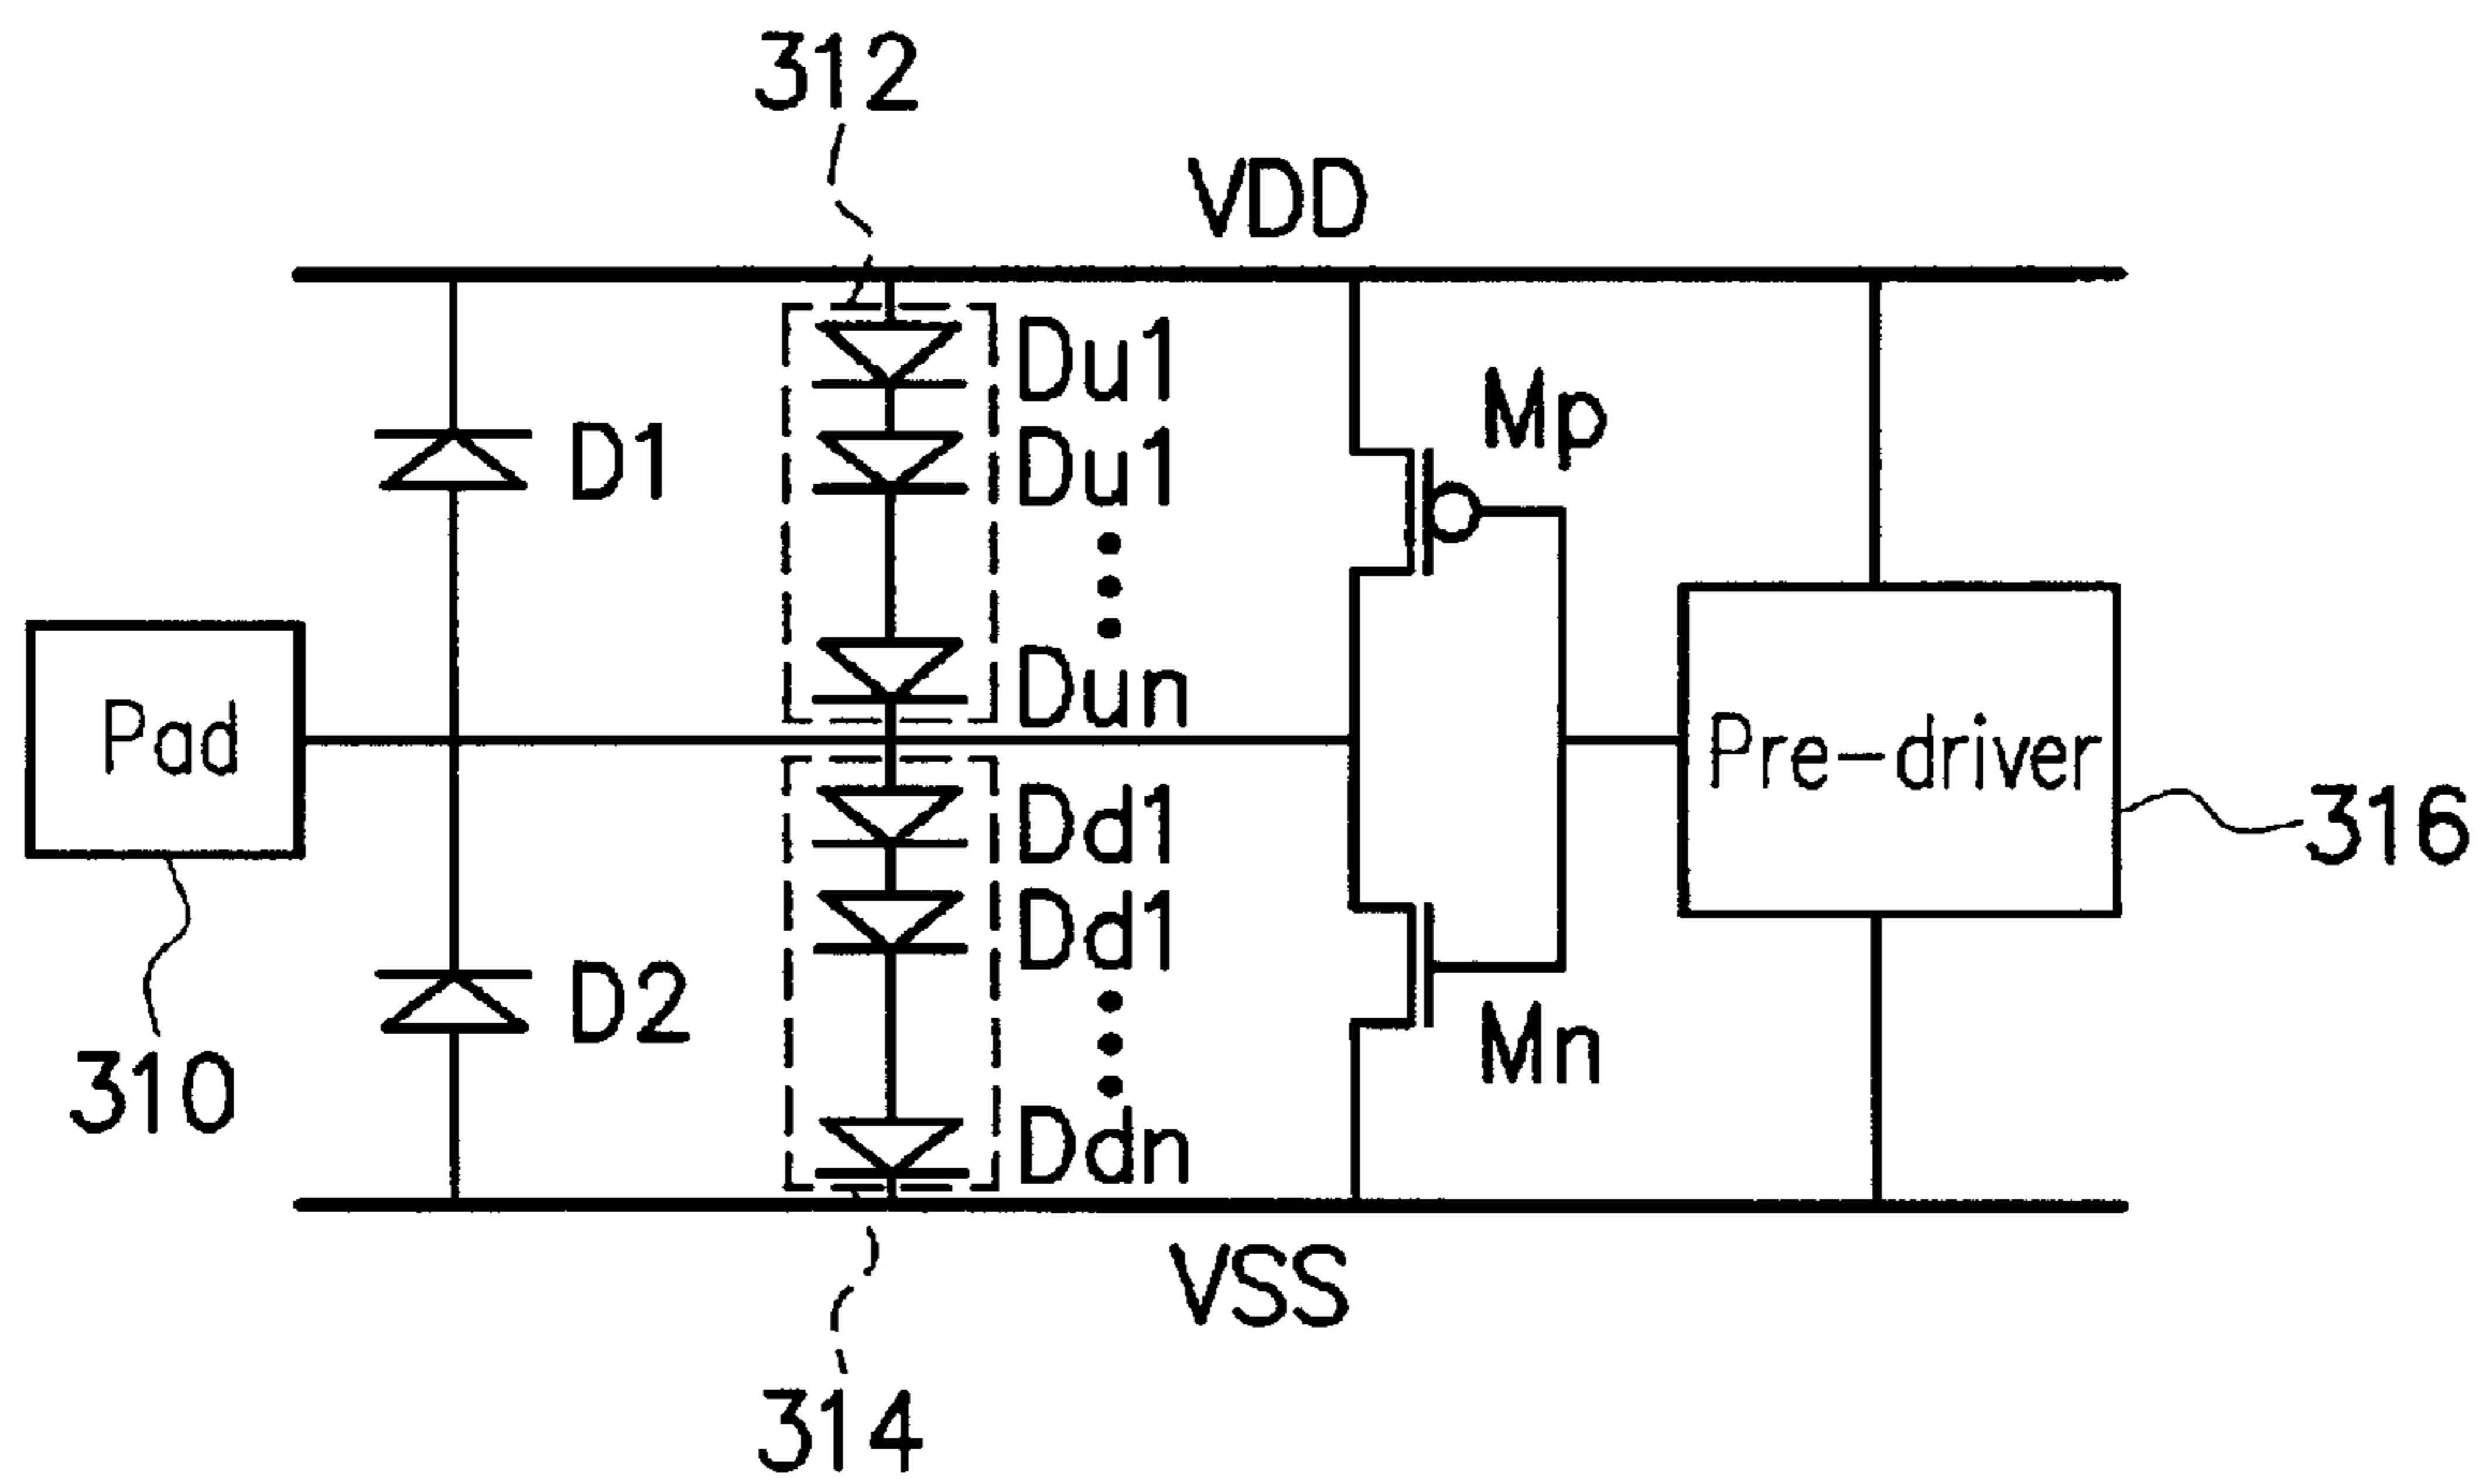 312
VDD
Du1
Mp
D1
Du1
Dun
Pad
Pre-driver
Dd1
316
Dd1
D2
Mn
310
Ddn
VSS
314